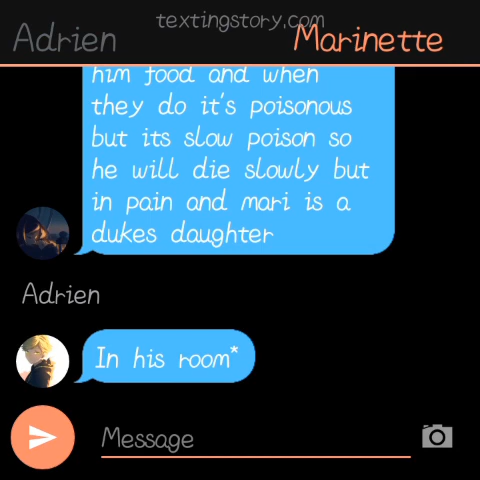 textingstory.com
Adrien
Marinette
him food and when
they do it's poisonous
but its slow poison so
he will die slowly but
in pain and mari is a
dukes daughter
Adrien
In his room*
Message